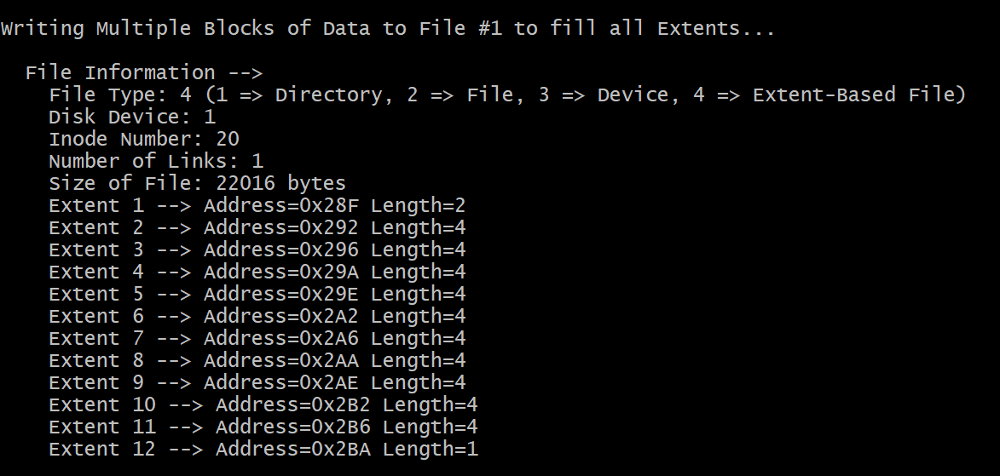 Writing Multiple Blocks of Data to File #1 to fill all Extents...
File Information -->
File Type: 4 (1 => Directory, 2 => File, 3 => Device, 4 => Extent-Based File)
Disk Device: 1
Inode Number: 20
Number of Links: 1
Size of File: 22016 bytes
Extent 1 --> Address=0x28F Length=2
Extent 2 --> Address=0x292 Length=4
Extent 3 --> Address=0x296 Length=4
Extent 4 --> Address=0x29A Length=4
Extent 5 --> Address=0x29E Length=4
Extent 6 --> Address=0x2A2 Length=4
Extent 7 --> Address=0x2A6 Length=4
Extent 8 --> Address=0x2AA Length=4
Extent 9 --> Address=0x2AE Length=4
Extent 10 --> Address=0x2B2 Length=4
Extent 11 --> Address=0x2B6 Length=4
Extent 12 --> Address=0x2BA Length=1